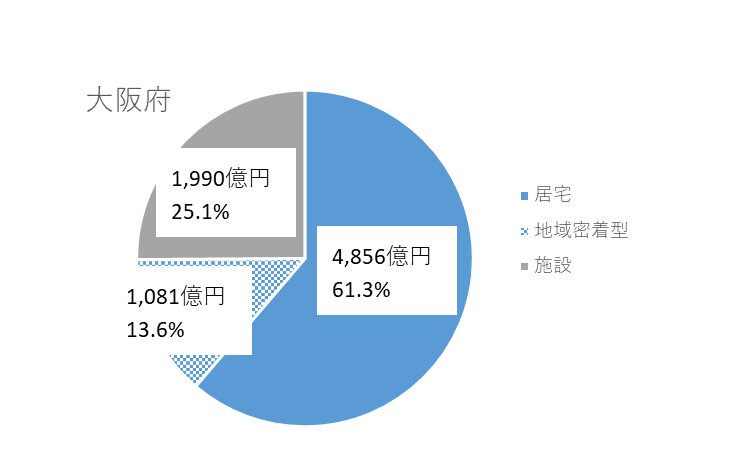 大阪府
1,990億円
25.1%
4,856億円
61.3%
1,081億円
13.6%
居宅
地域密着型
施設